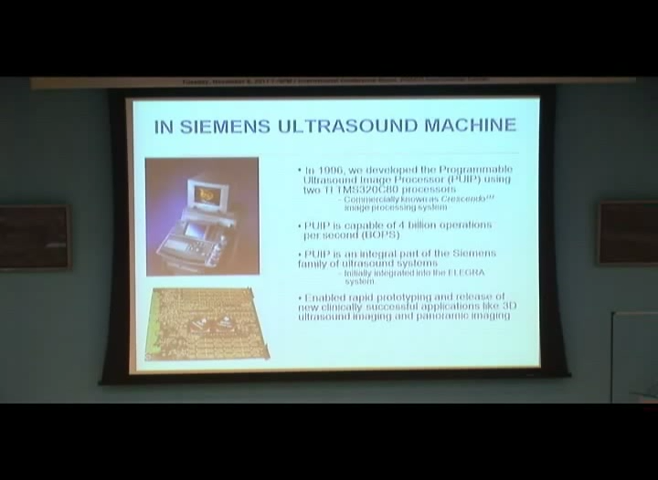 IN SIEMENS ULTRASOUND MACHINE
• In 1996, we developed the Programmable
Ultrasound Image Processor (PUIP) using
two TI TMS320C80 processors
- Commercially known as Crescendo™
image processing system
• PUIP is capable of 4 billion operations
per second (BOPS)
• PUIP is an integral part of the Siemens
family of ultrasound systems
- Initially integrated into the ELEGRA
system
• Enabled rapid prototyping and release of
new clinically successful applications like 3D
ultrasound imaging and panoramic imaging